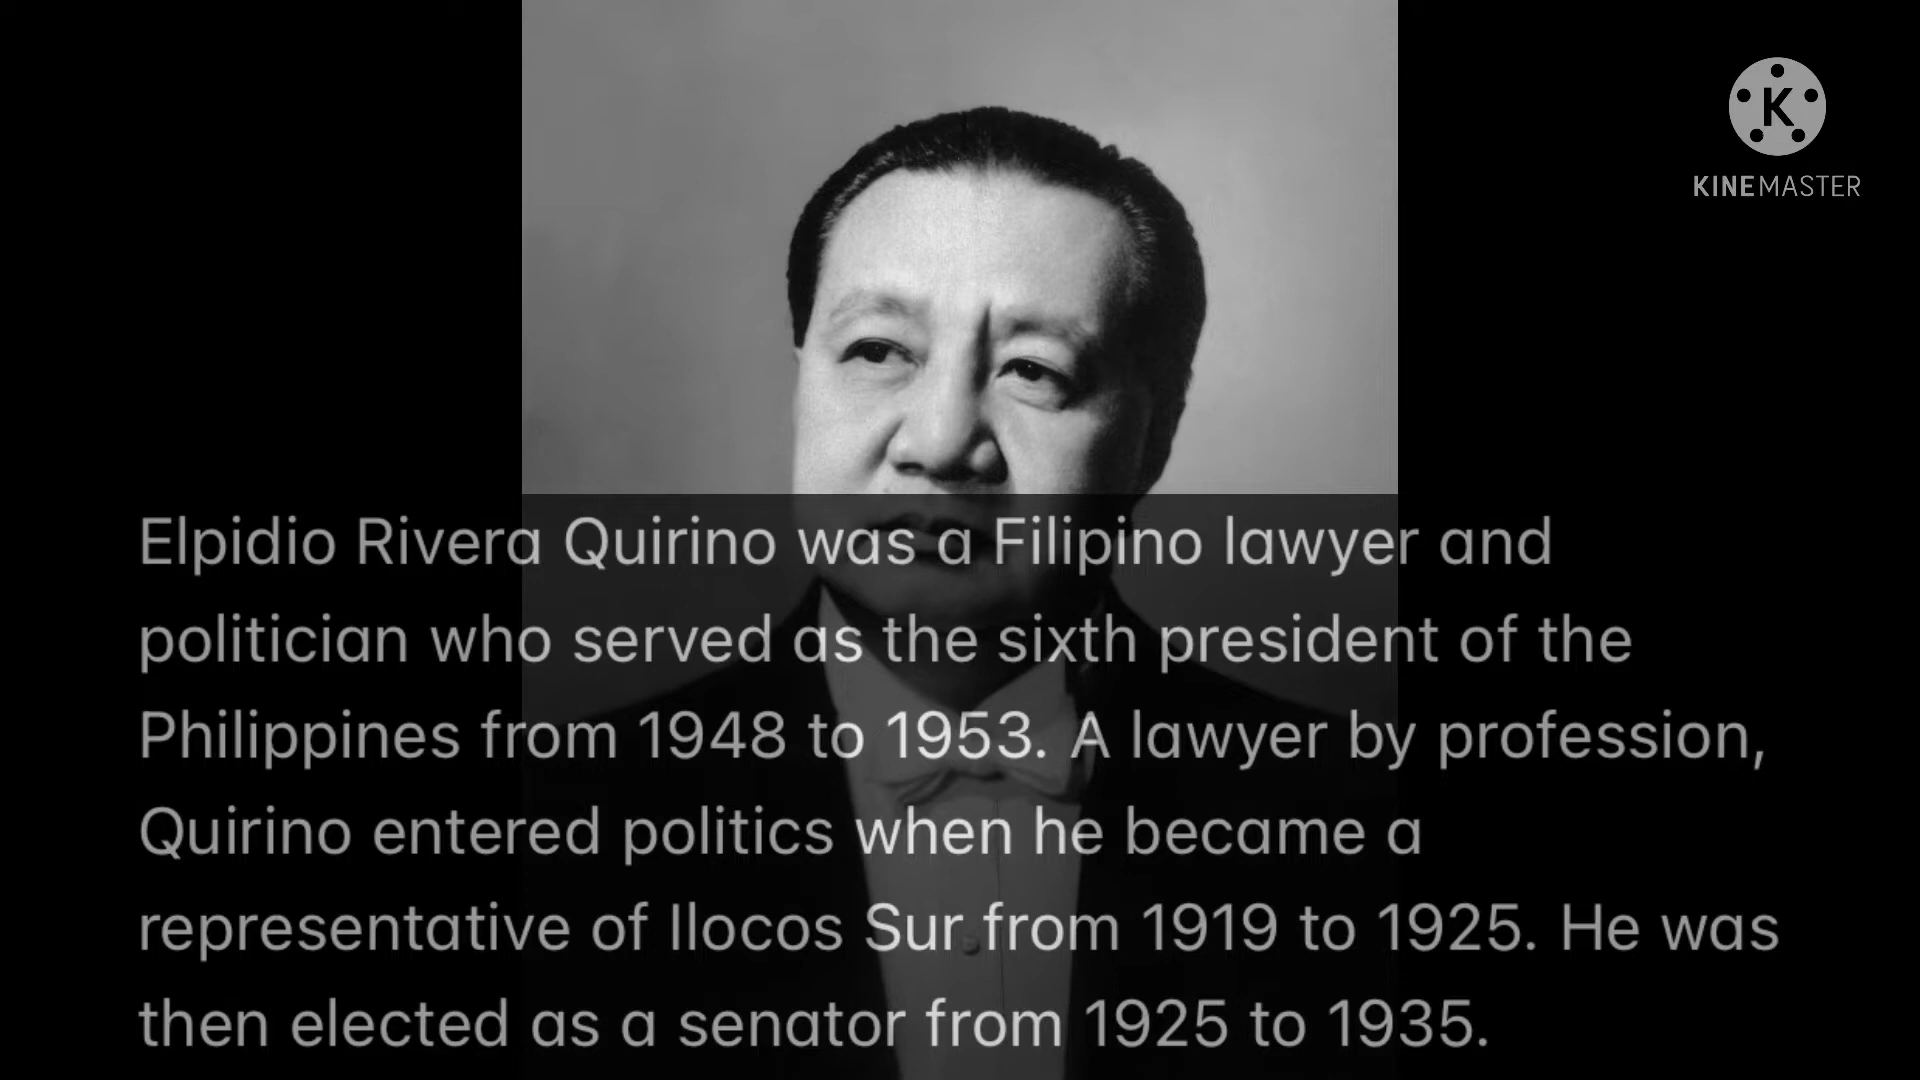 K
KINEMASTER
Elpidio Rivera Quirino was a Filipino lawyer and
politician who served as the sixth president of the
Philippines from 1948 to 1953. A lawyer by profession,
Quirino entered politics when he became a
representative of Ilocos Sur from 1919 to 1925. He was
then elected as a senator from 1925 to 1935.